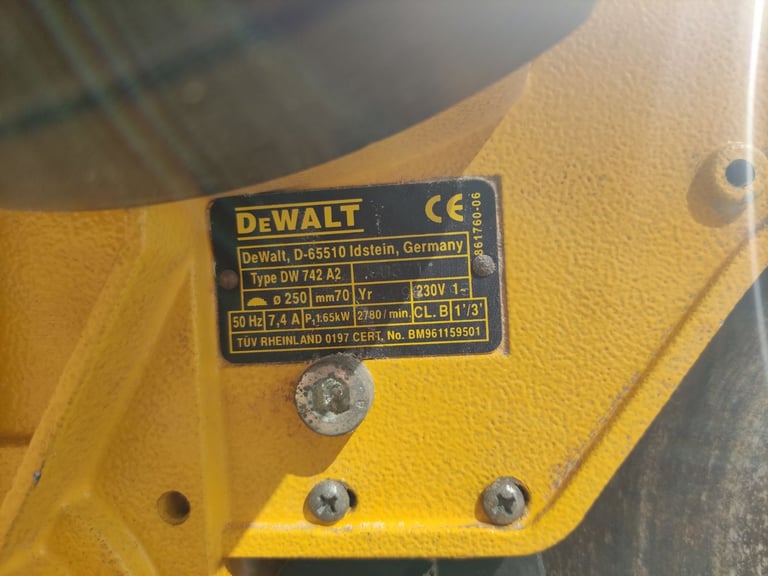 DEWALT CE
861760-06
DeWalt, D-65510 Idstein, Germany
Type DW 742 A2
ø 250 mm70 Yr 230V 1~
50 Hz 7,4 A P₁1.65kW 2780/min. CL. B 1'/3'
TÜV RHEINLAND 0197 CERT. No. BM961159501